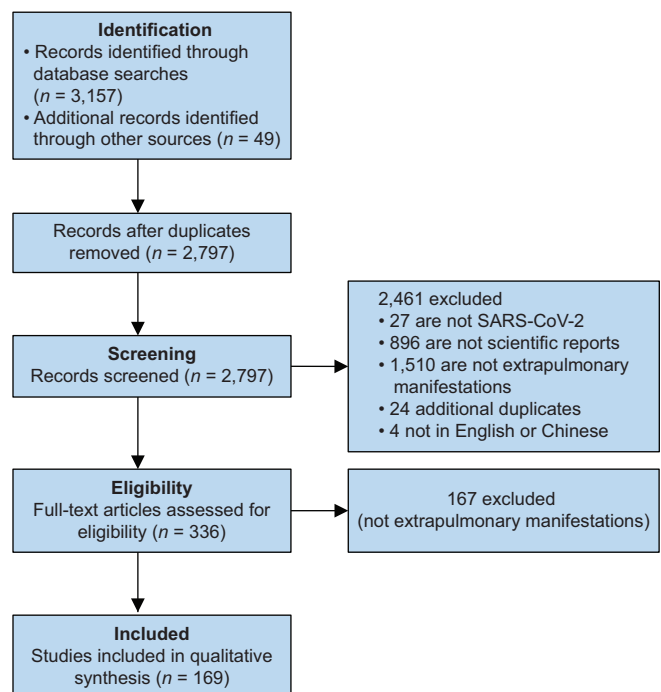 Identification
• Records identified through
database searches
(n = 3,157)
• Additional records identified
through other sources (n = 49)
Records after duplicates
removed (n = 2,797)
Screening
Records screened (n = 2,797)
2,461 excluded
• 27 are not SARS-CoV-2
• 896 are not scientific reports
• 1,510 are not extrapulmonary
manifestations
• 24 additional duplicates
• 4 not in English or Chinese
Eligibility
Full-text articles assessed for
eligibility (n = 336)
167 excluded
(not extrapulmonary manifestations)
Included
Studies included in qualitative
synthesis (n = 169)